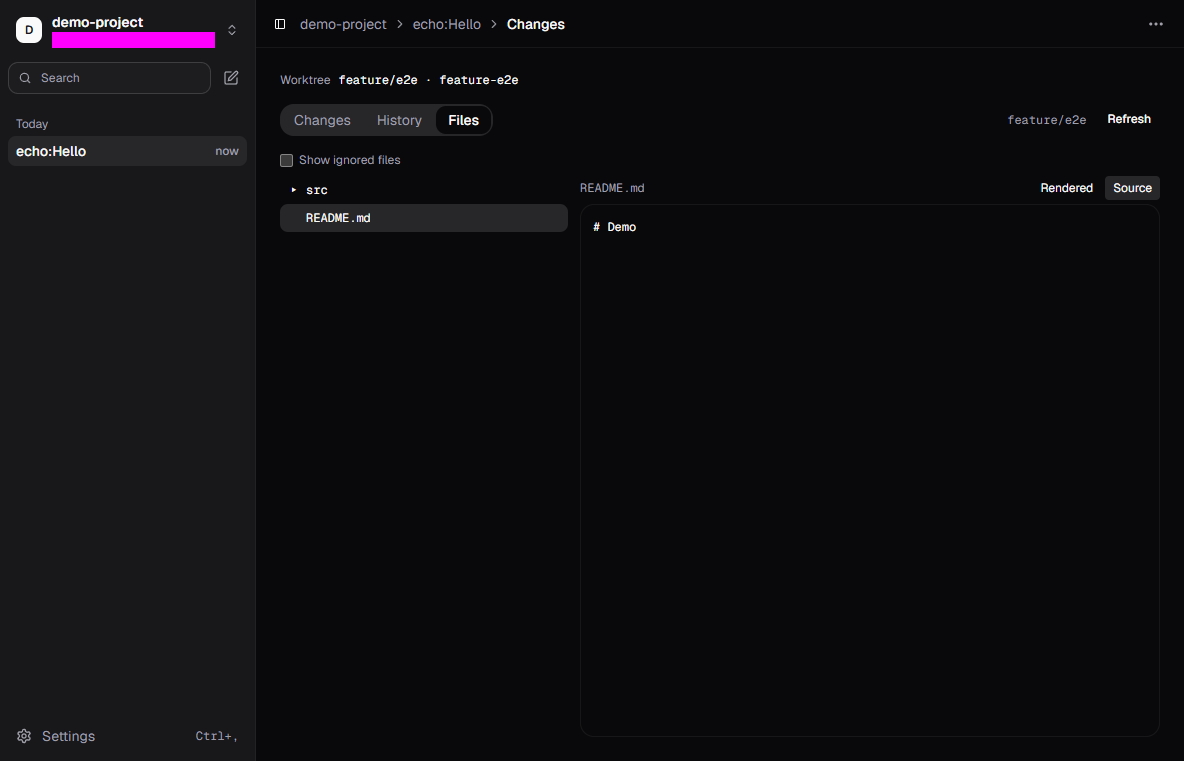 D
demo-project
demo-project > echo:Hello > Changes
Search
Worktree feature/e2e · feature-e2e
Changes History Files
feature/e2e Refresh
Today
echo:Hello now
Show ignored files
src
README.md
README.md Rendered Source
# Demo
Settings Ctrl+,